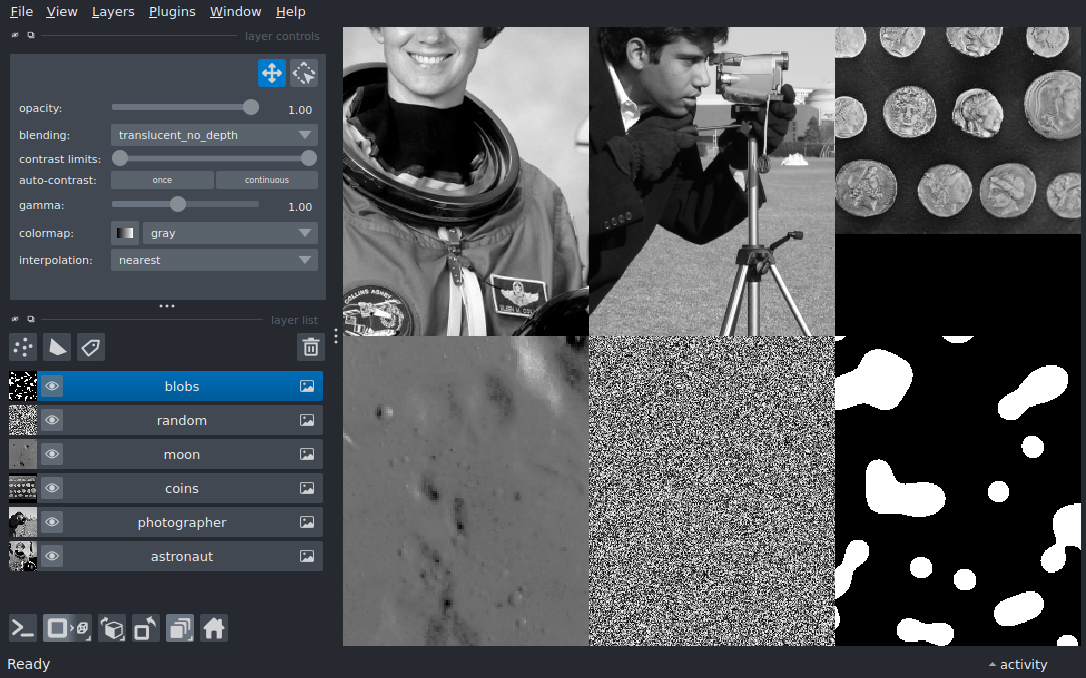 File View Layers Plugins Window Help
layer controls
opacity: 1.00
blending: translucent_no_depth
contrast limits:
auto-contrast: once continuous
gamma: 1.00
colormap: gray
interpolation: nearest
layer list
blobs
random
moon
coins
photographer
astronaut
Ready
activity